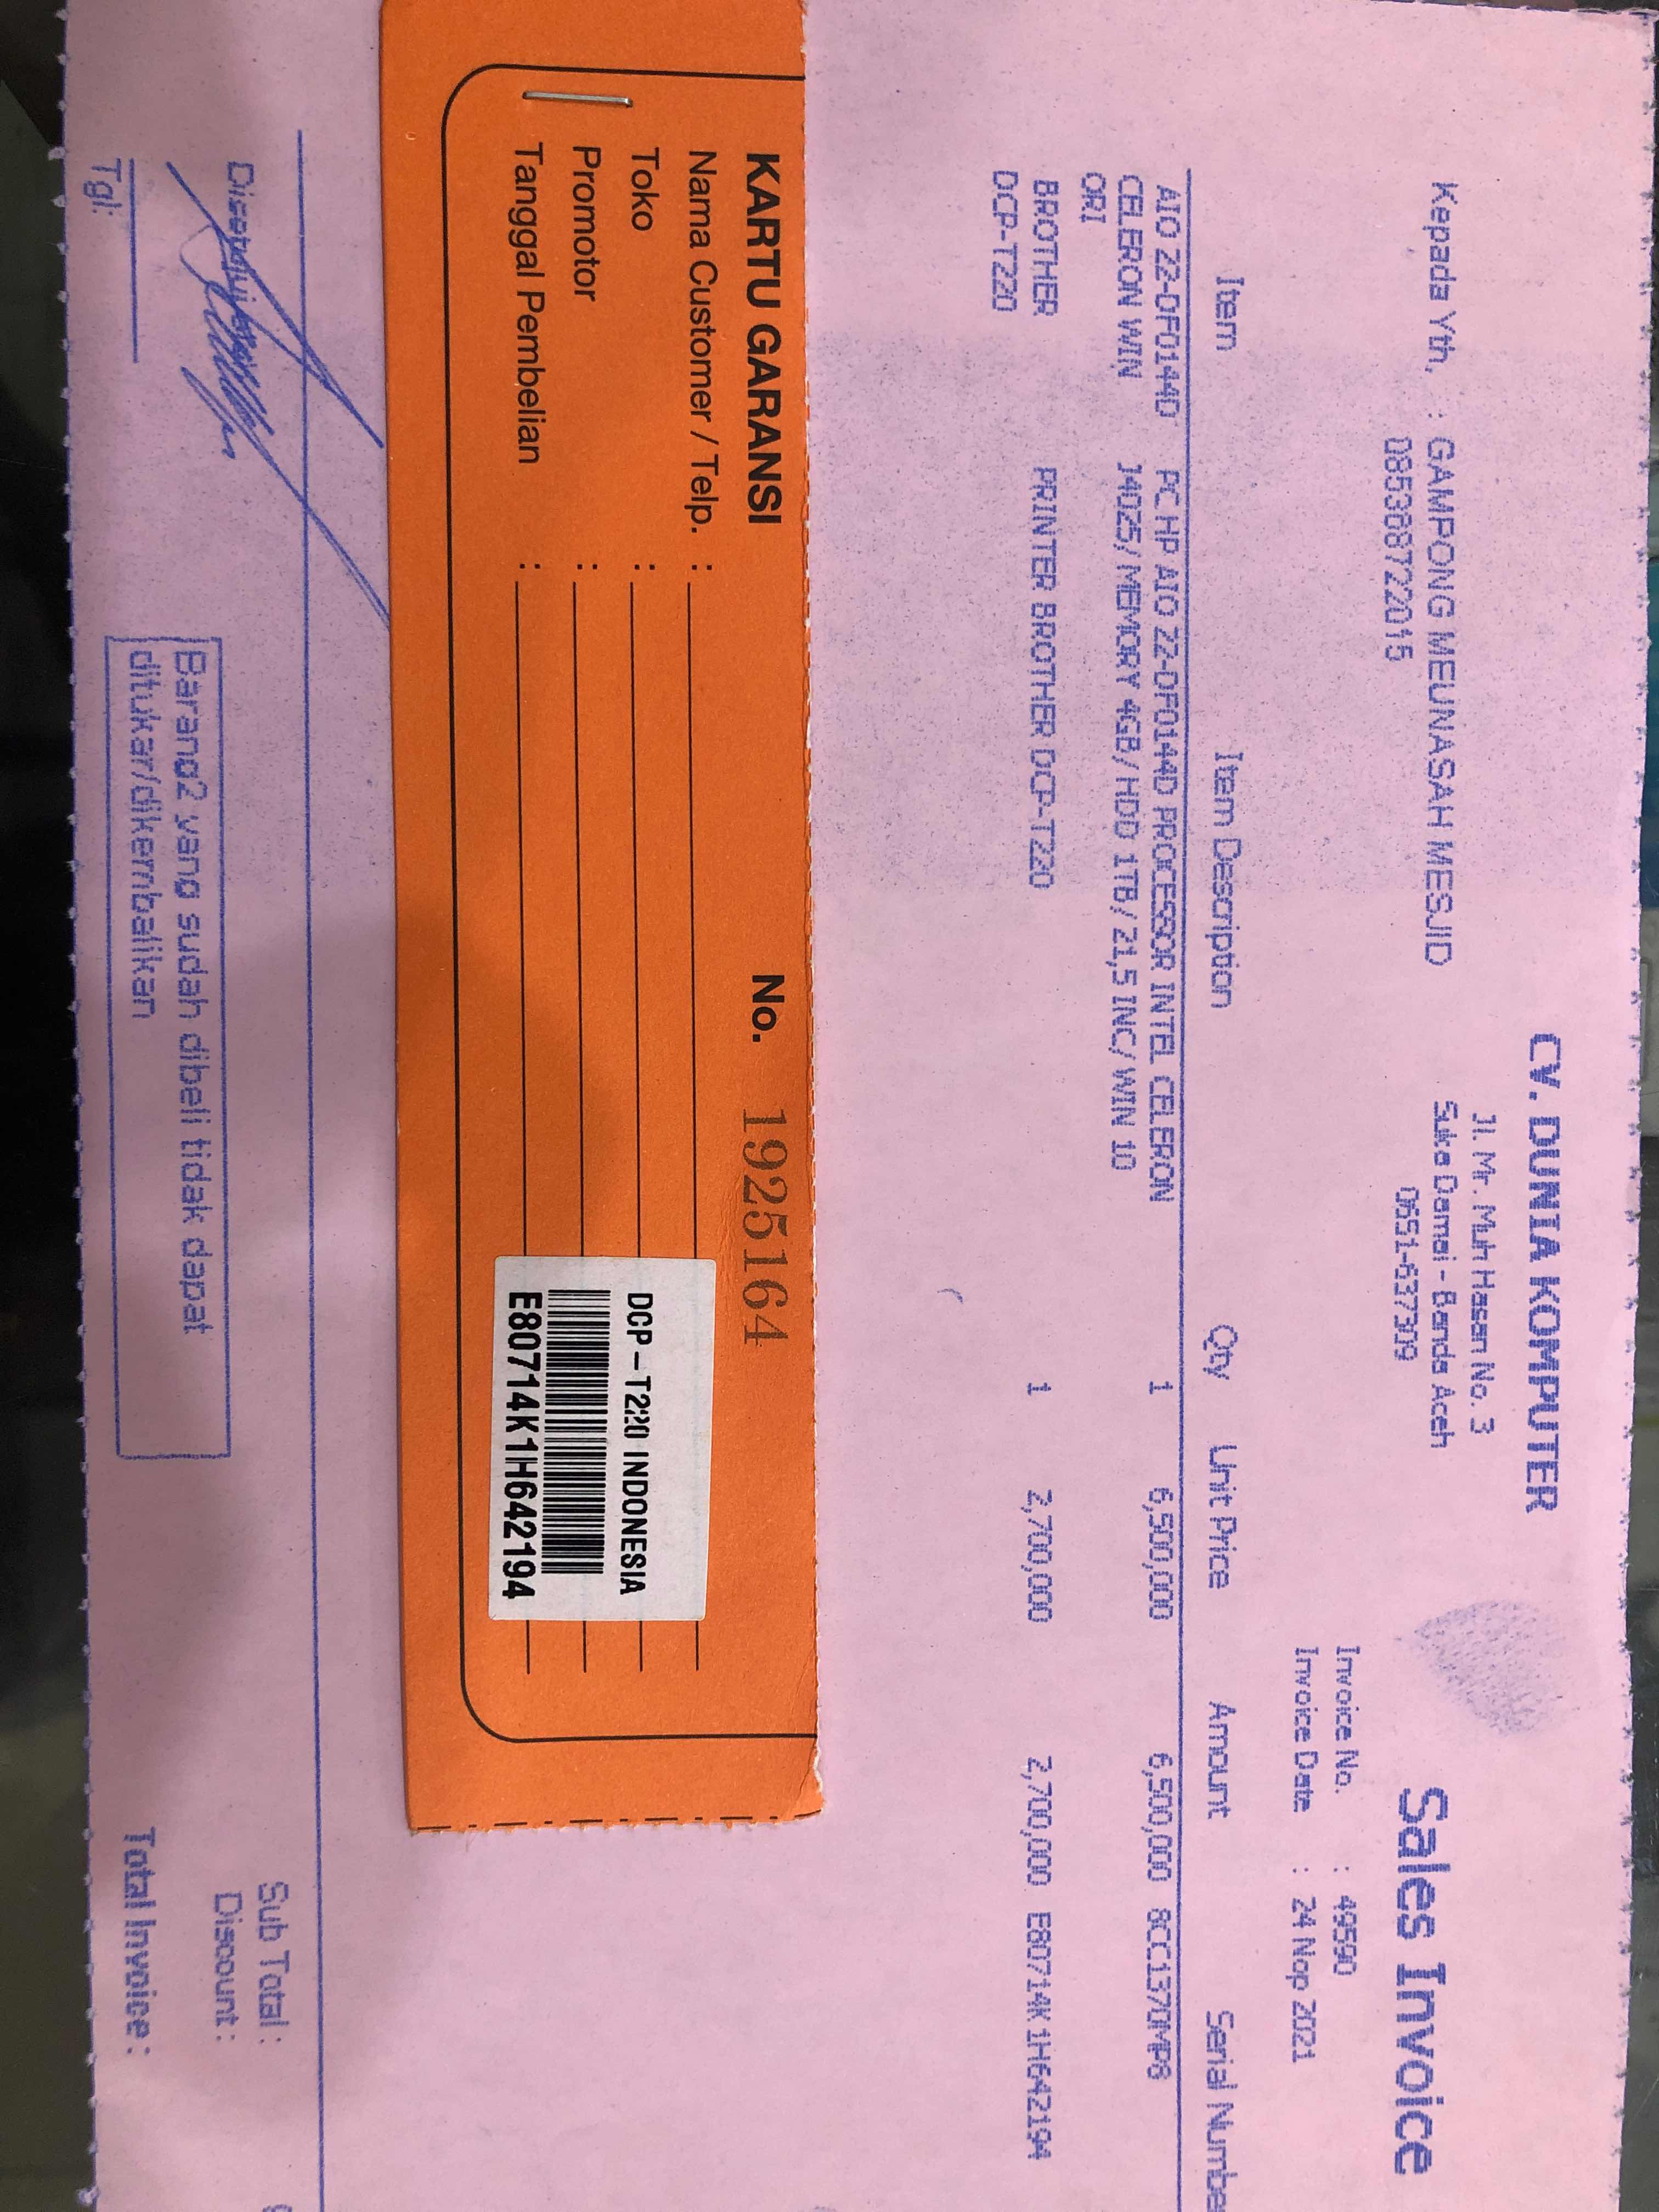 CV. DUNIA KOMPUTER
Jl. Mr. Muh Hasan No. 3
Suka Damai - Banda Aceh
0651-637309
Sales Invoice
Kepada Yth, : GAMPONG MEUNASAH MESJID
085368722015
Invoice No. : 49590
Invoice Date : 24 Nop 2021
Item Item Description Qty Unit Price Amount Serial Numbe
AIO 22-DF0144D PC HP AIO 22-DF0144D PROCESSOR INTEL CELERON 1 6,500,000 6,500,000 8CC1370MP8
CELERON WIN J4025/ MEMORY 4GB/ HDD 1TB/ 21,5 INC/ WIN 10
ORI
BROTHER PRINTER BROTHER DCP-T220 1 2,700,000 2,700,000 E80714K1H642194
DCP-T220
KARTU GARANSI No. 1925164
Nama Customer / Telp. :
Toko :
Promotor :
Tanggal Pembelian :
DCP-T220 INDONESIA
E80714K1H642194
Sub Total :
Discount :
Total Invoice :
Tgl:
Barang2 yang sudah dibeli tidak dapat
ditukar/dikembalikan